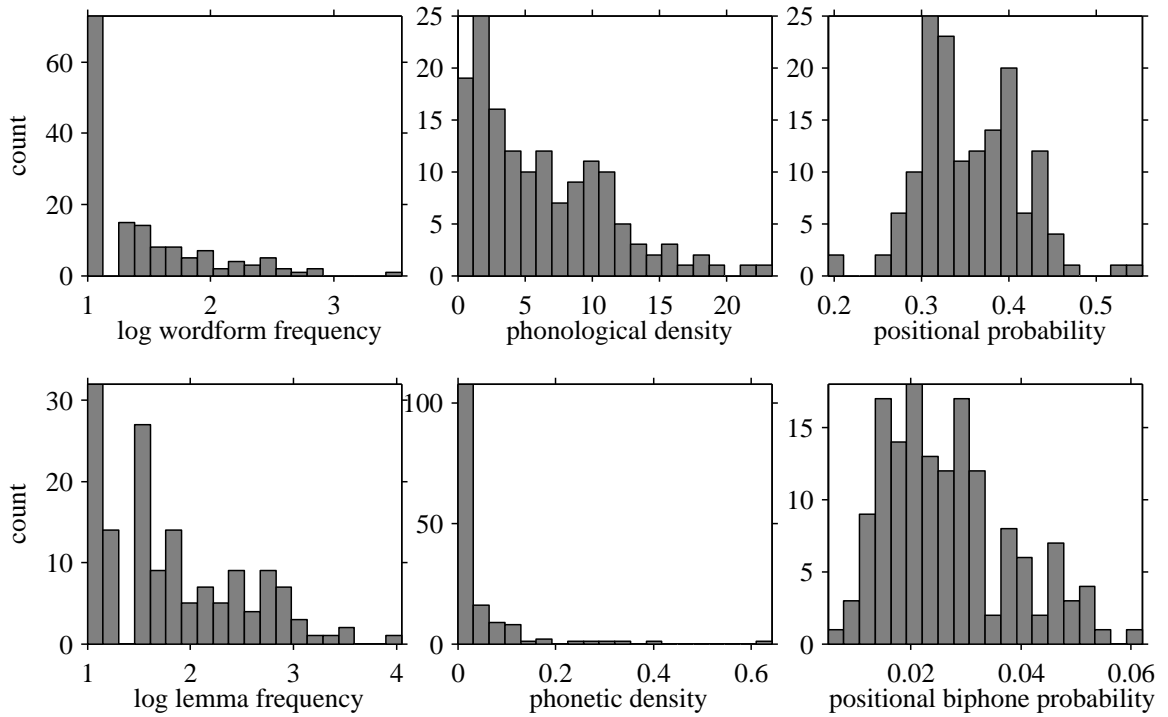 60
40
20
0
count
1 2 3
log wordform frequency
25
20
15
10
5
0
0 5 10 15 20
phonological density
25
20
15
10
5
0
0.2 0.3 0.4 0.5
positional probability
30
20
10
0
count
1 2 3 4
log lemma frequency
100
50
0
0 0.2 0.4 0.6
phonetic density
15
10
5
0
0.02 0.04 0.06
positional biphone probability